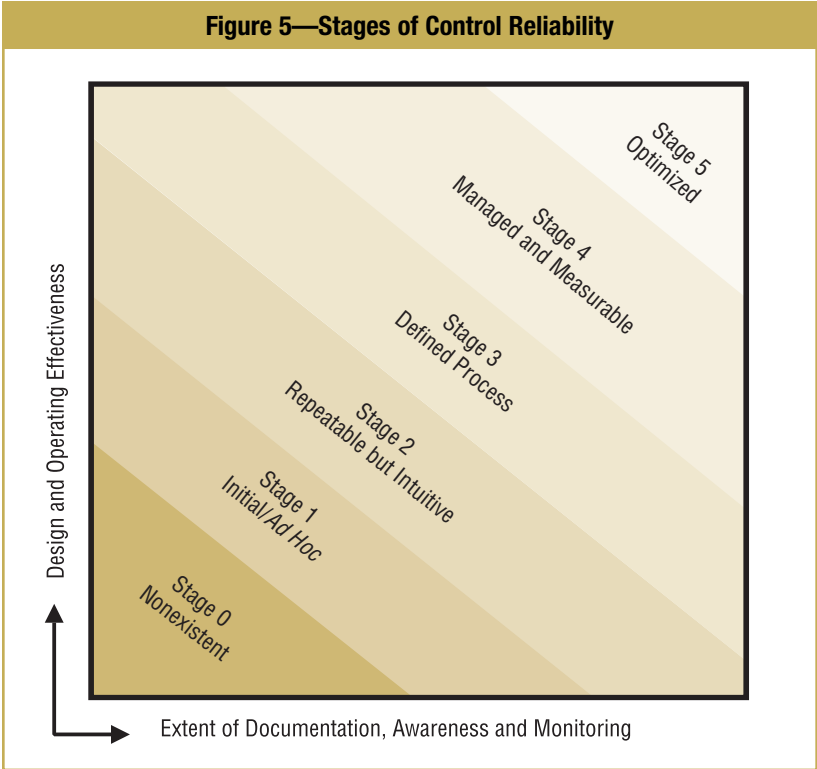 Figure 5—Stages of Control Reliability
Stage 5
Optimized
Stage 4
Managed and Measurable
Stage 3
Defined Process
Stage 2
Repeatable but Intuitive
Stage 1
Initial/Ad Hoc
Stage 0
Nonexistent
Design and Operating Effectiveness
Extent of Documentation, Awareness and Monitoring